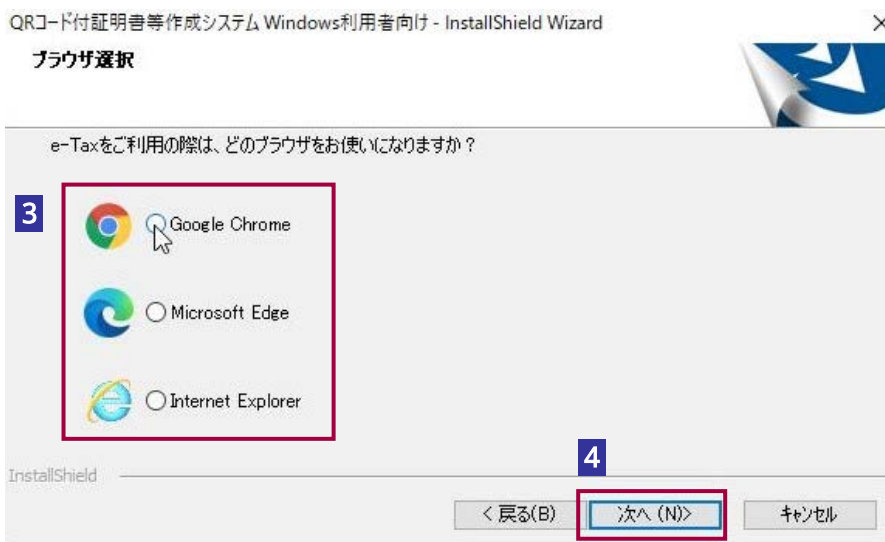 QRコード付証明書等作成システム Windows利用者向け - InstallShield Wizard
ブラウザ選択
e-Taxをご利用の際は、どのブラウザをお使いになりますか？
3
Google Chrome
Microsoft Edge
Internet Explorer
4
InstallShield
< 戻る(B)
次へ (N)>
キャンセル